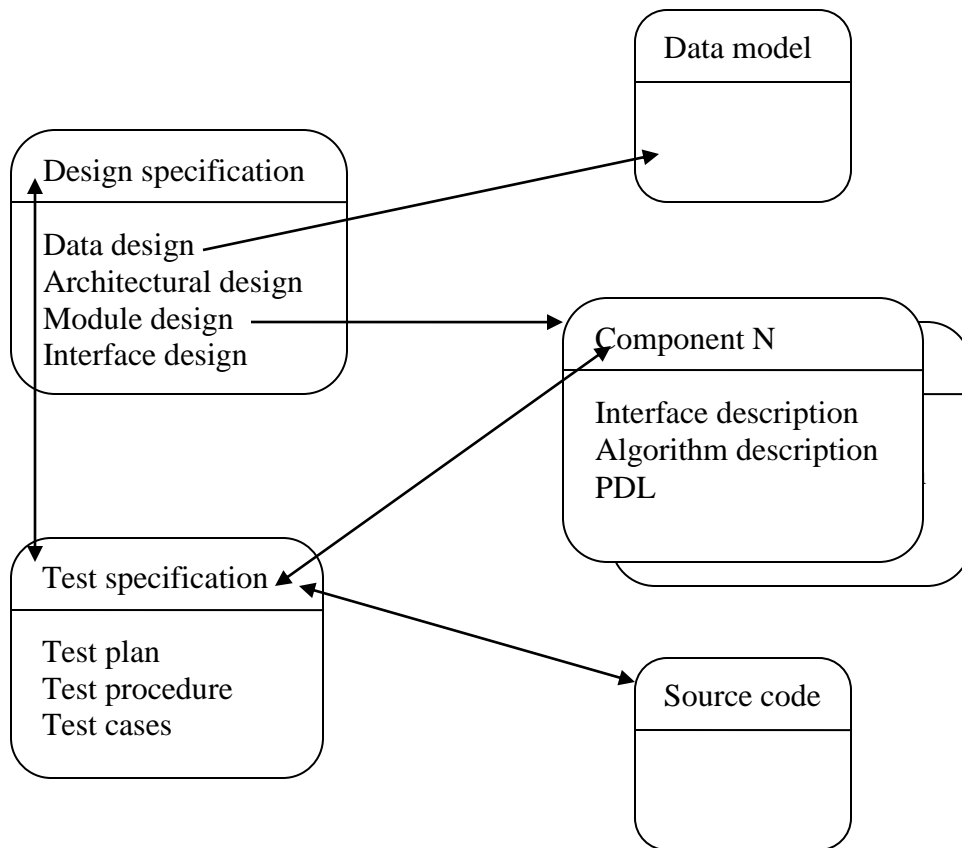 Data model
Design specification
Data design
Architectural design
Module design
Interface design
Component N
Interface description
Algorithm description
PDL
Test specification
Test plan
Test procedure
Test cases
Source code